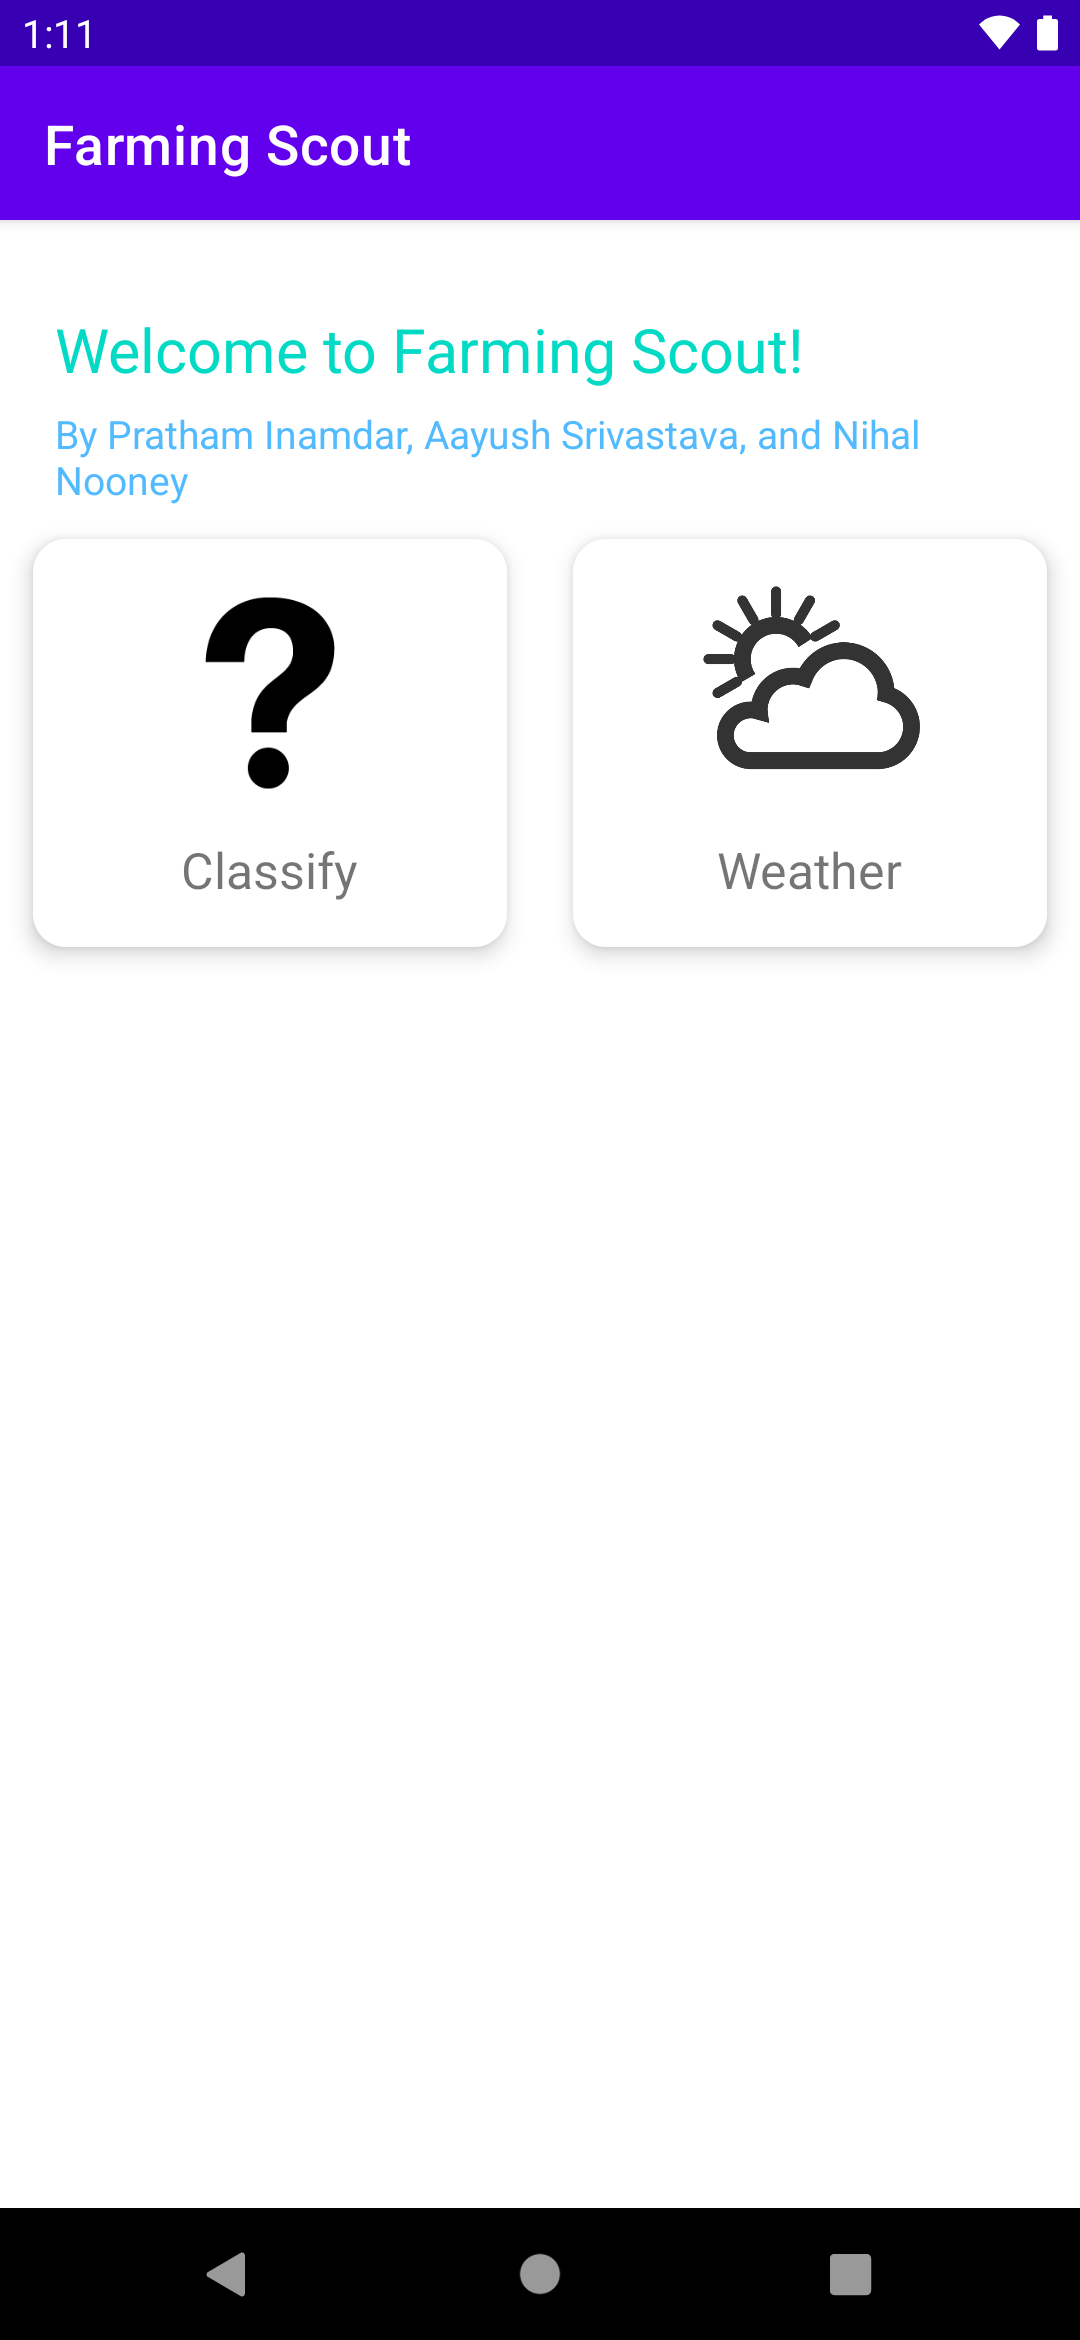 1:11
Farming Scout
Welcome to Farming Scout!
By Pratham Inamdar, Aayush Srivastava, and Nihal
Nooney
?
Classify
Weather